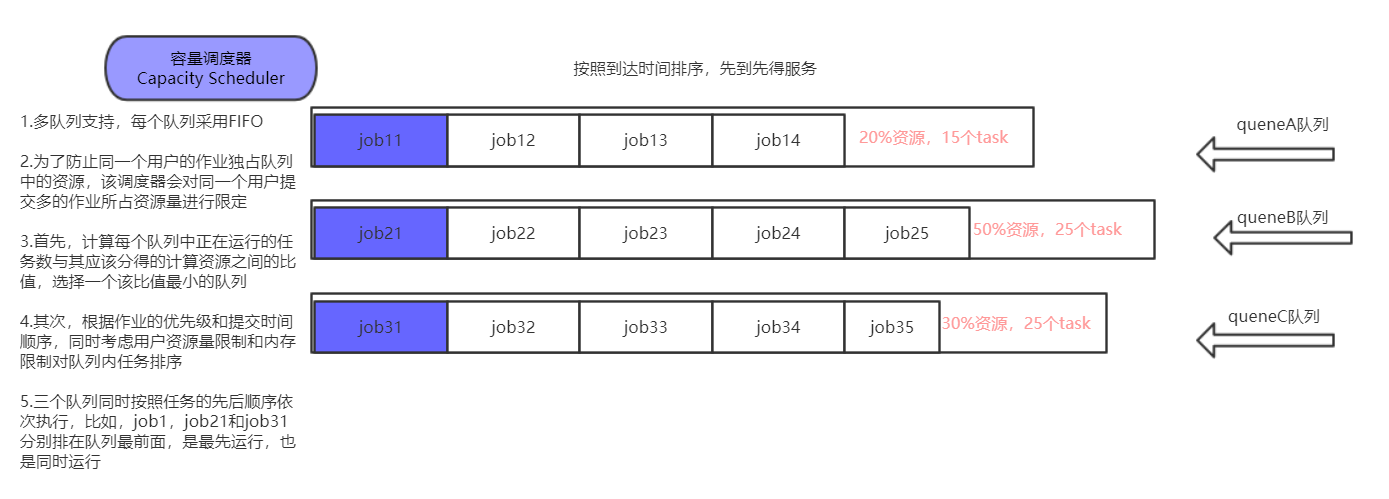 容量调度器
Capacity Scheduler
按照到达时间排序，先到先得服务
1.多队列支持，每个队列采用FIFO
2.为了防止同一个用户的作业独占队列
中的资源，该调度器会对同一个用户提
交多的作业所占资源量进行限定
3.首先，计算每个队列中正在运行的任
务数与其应该分得的计算资源之间的比
值，选择一个该比值最小的队列
4.其次，根据作业的优先级和提交时间
顺序，同时考虑用户资源量限制和内存
限制对队列内任务排序
5.三个队列同时按照任务的先后顺序依
次执行，比如，job1，job21和job31
分别排在队列最前面，是最先运行，也
是同时运行
job11 job12 job13 job14 20%资源，15个task
queneA队列
job21 job22 job23 job24 job25 50%资源，25个task
queneB队列
job31 job32 job33 job34 job35 30%资源，25个task
queneC队列